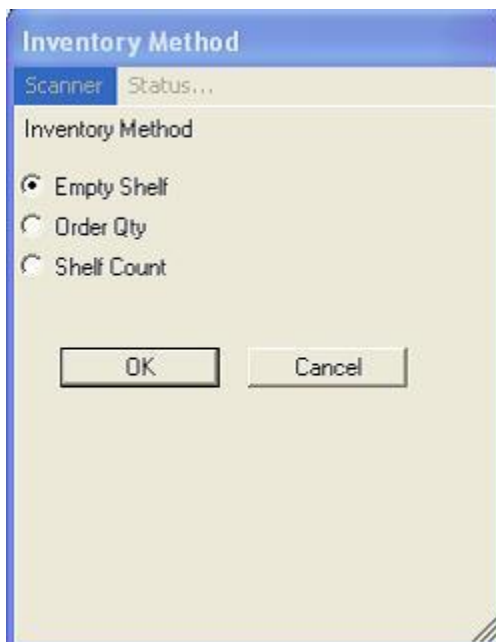 Inventory Method
Scanner Status...
Inventory Method
Empty Shelf
Order Qty
Shelf Count
OK Cancel